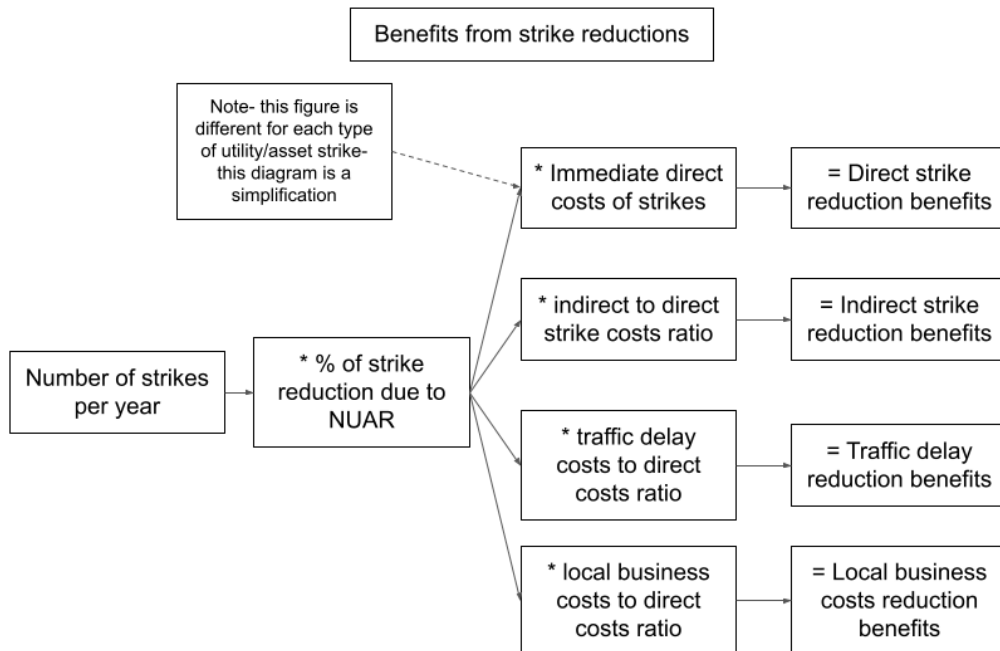 Benefits from strike reductions
Note- this figure is
different for each type
of utility/asset strike-
this diagram is a
simplification
* Immediate direct
costs of strikes
= Direct strike
reduction benefits
* indirect to direct
strike costs ratio
= Indirect strike
reduction benefits
Number of strikes
per year
* % of strike
reduction due to
NUAR
* traffic delay
costs to direct
costs ratio
= Traffic delay
reduction benefits
* local business
costs to direct
costs ratio
= Local business
costs reduction
benefits